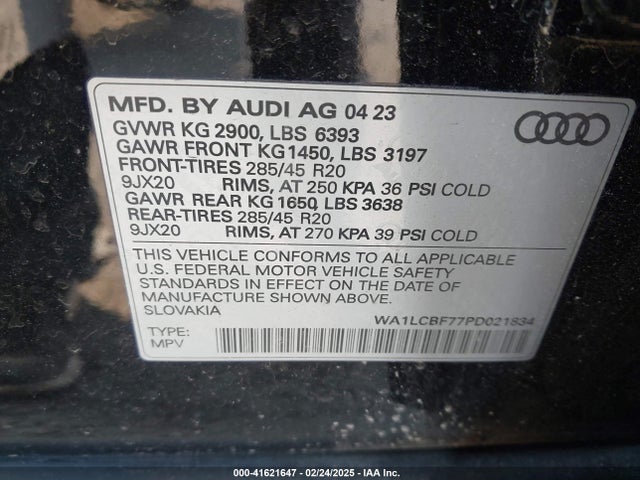 MFD. BY AUDI AG 04 23
GVWR KG 2900, LBS 6393
GAWR FRONT KG1450, LBS 3197
FRONT-TIRES 285/45 R20
9JX20 RIMS, AT 250 KPA 36 PSI COLD
GAWR REAR KG 1650, LBS 3638
REAR-TIRES 285/45 R20
9JX20 RIMS, AT 270 KPA 39 PSI COLD
THIS VEHICLE CONFORMS TO ALL APPLICABLE
U.S. FEDERAL MOTOR VEHICLE SAFETY
STANDARDS IN EFFECT ON THE DATE OF
MANUFACTURE SHOWN ABOVE.
SLOVAKIA
WA1LCBF77PD021834
TYPE:
MPV
000-41621647 - 02/24/2025 - IAA Inc.